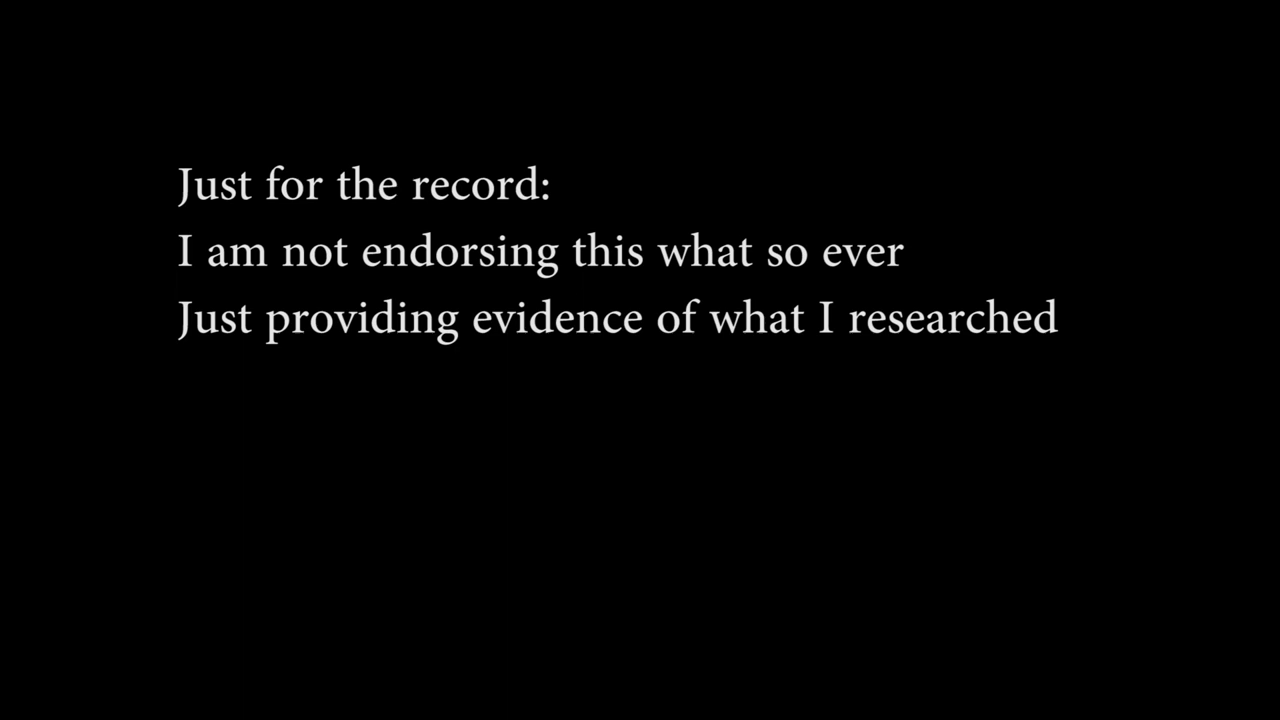 Just for the record:
I am not endorsing this what so ever
Just providing evidence of what I researched